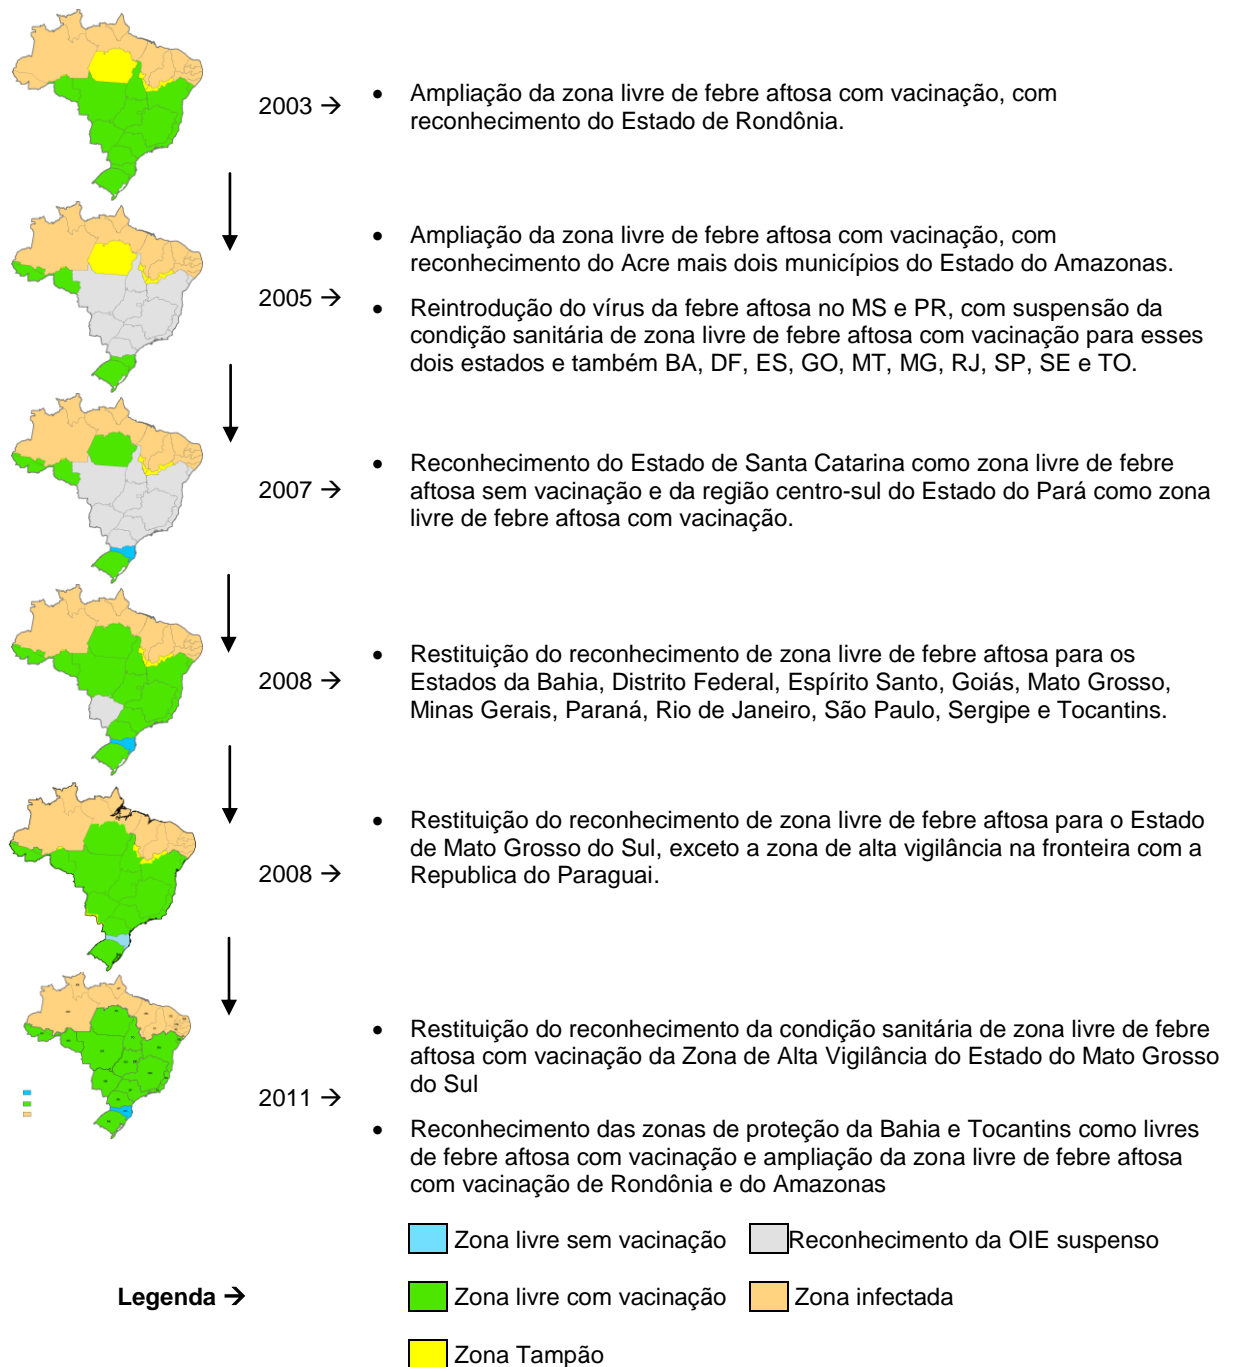 2003 →
• Ampliação da zona livre de febre aftosa com vacinação, com
reconhecimento do Estado de Rondônia.
2005 →
• Ampliação da zona livre de febre aftosa com vacinação, com
reconhecimento do Acre mais dois municípios do Estado do Amazonas.
• Reintrodução do vírus da febre aftosa no MS e PR, com suspensão da
condição sanitária de zona livre de febre aftosa com vacinação para esses
dois estados e também BA, DF, ES, GO, MT, MG, RJ, SP, SE e TO.
2007 →
• Reconhecimento do Estado de Santa Catarina como zona livre de febre
aftosa sem vacinação e da região centro-sul do Estado do Pará como zona
livre de febre aftosa com vacinação.
2008 →
• Restituição do reconhecimento de zona livre de febre aftosa para os
Estados da Bahia, Distrito Federal, Espírito Santo, Goiás, Mato Grosso,
Minas Gerais, Paraná, Rio de Janeiro, São Paulo, Sergipe e Tocantins.
2008 →
• Restituição do reconhecimento de zona livre de febre aftosa para o Estado
de Mato Grosso do Sul, exceto a zona de alta vigilância na fronteira com a
Republica do Paraguai.
2011 →
• Restituição do reconhecimento da condição sanitária de zona livre de febre
aftosa com vacinação da Zona de Alta Vigilância do Estado do Mato Grosso
do Sul
• Reconhecimento das zonas de proteção da Bahia e Tocantins como livres
de febre aftosa com vacinação e ampliação da zona livre de febre aftosa
com vacinação de Rondônia e do Amazonas
Legenda →
Zona livre sem vacinação
Reconhecimento da OIE suspenso
Zona livre com vacinação
Zona infectada
Zona Tampão